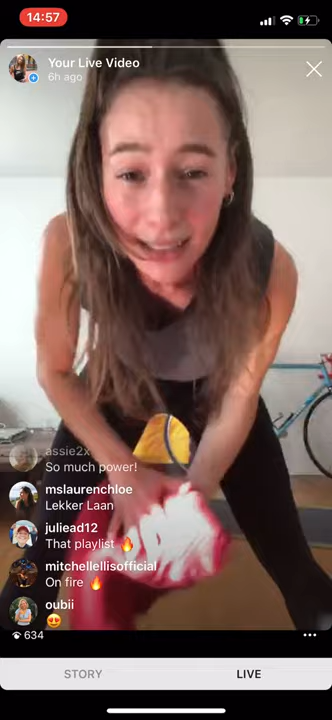 14:57
Your Live Video
6h ago
assie2x
So much power!
mslaurenchloe
Lekker Laan
juliead12
That playlist 🔥
mitchellellisofficial
On fire 🔥
oubii
😍
634
STORY
LIVE